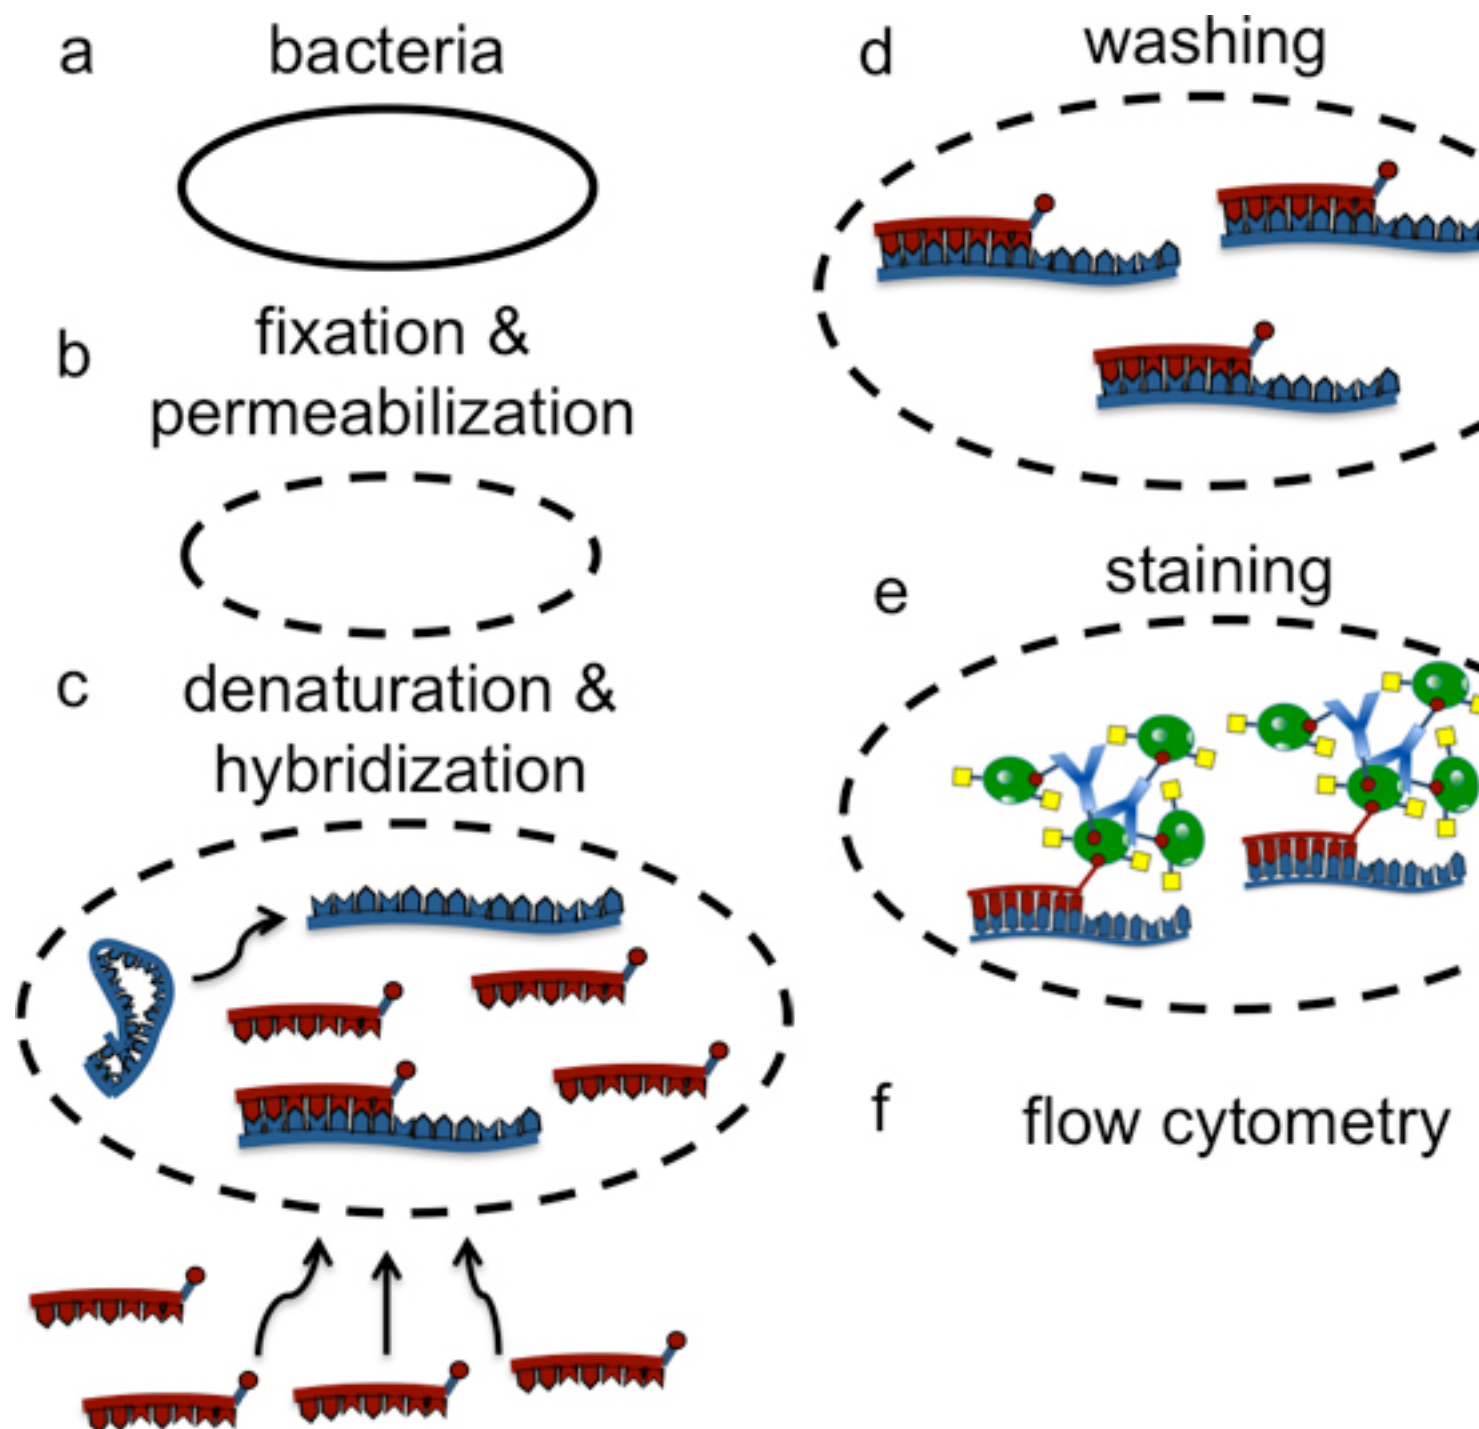 a
bacteria
b
fixation &
permeabilization
c
denaturation &
hybridization
d
washing
e
staining
f
flow cytometry